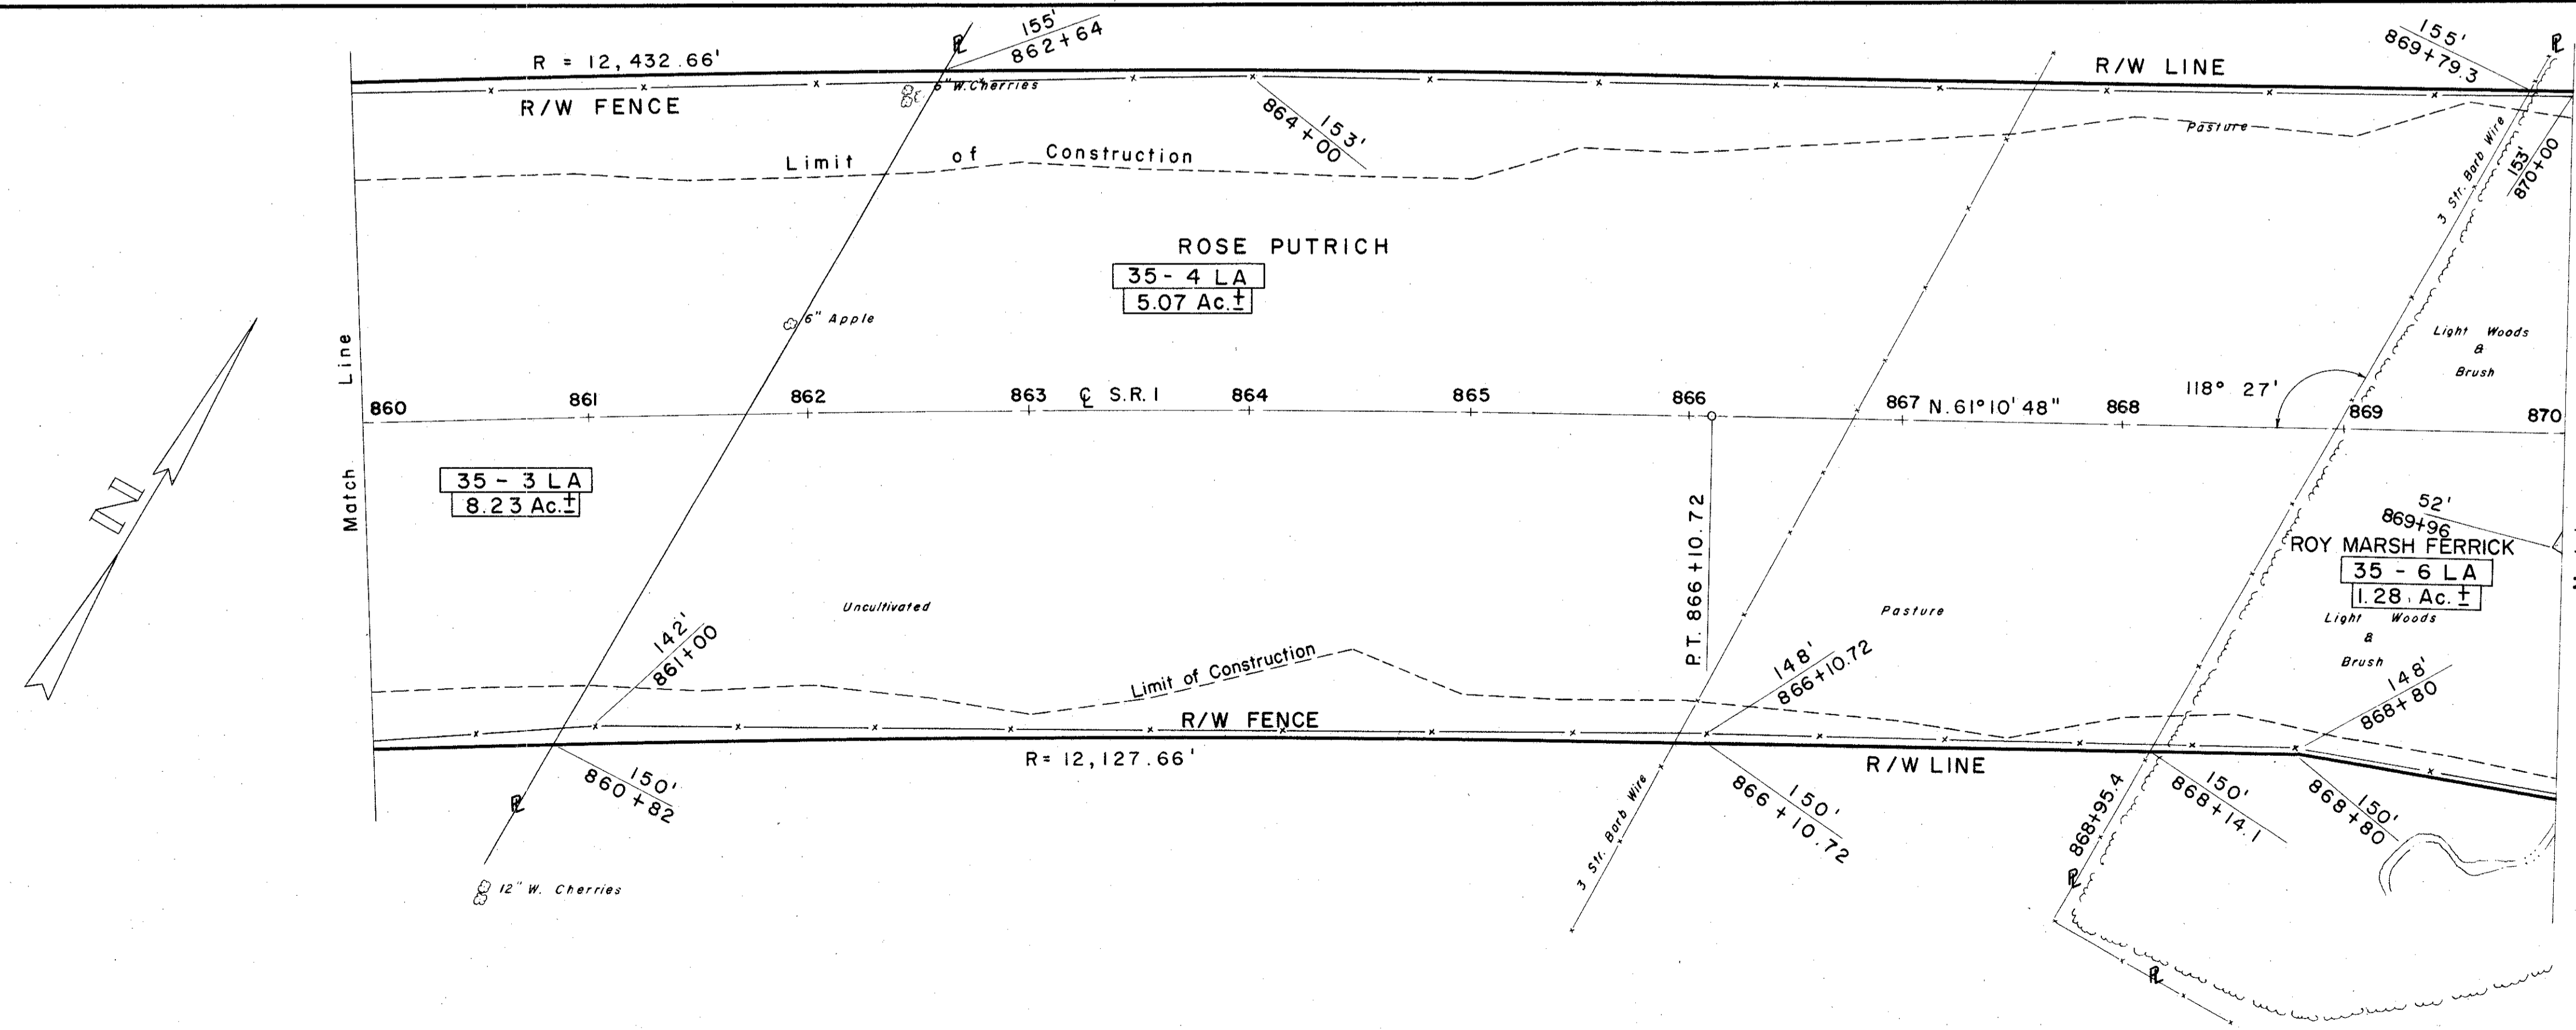 155'
862+64
R = 12,432.66'
℄
6" W. Cherries
R/W FENCE
153'
864+00
Limit of Construction
R/W LINE
155'
869+79.3
Pasture
3 Str. Barb Wire
153'
870+00
ROSE PUTRICH
35-4 LA
5.07 Ac.±
6" Apple
Match Line
860 861 862 863 ℄ S.R. 1 864 865 866 867 N.61°10'48" 868 869 870
118° 27'
Light Woods
&
Brush
35-3 LA
8.23 Ac.±
N
P.T. 866+10.72
52'
869+96
ROY MARSH FERRICK
35-6 LA
1.28 Ac.±
Light Woods
&
Brush
Uncultivated
Pasture
142'
861+00
Limit of Construction
148'
866+10.72
148'
868+80
R/W FENCE
R = 12,127.66'
R/W LINE
150'
860+82
3 Str. Barb Wire
150'
866+10.72
868+95.4
150'
868+14.1
150'
868+80
12" W. Cherries